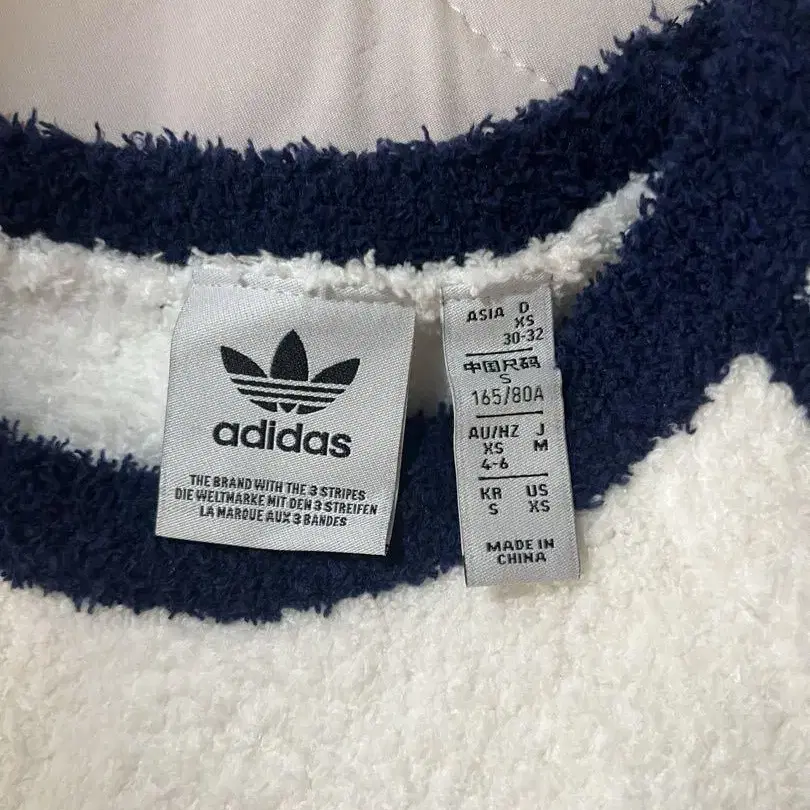 adidas
THE BRAND WITH THE 3 STRIPES
DIE WELTMARKE MIT DEN 3 STREIFEN
LA MARQUE AUX 3 BANDES
ASIA D
XS
30-32
中国尺码
S
165/80A
AU/NZ J
XS M
4-6
KR US
S XS
MADE IN
CHINA